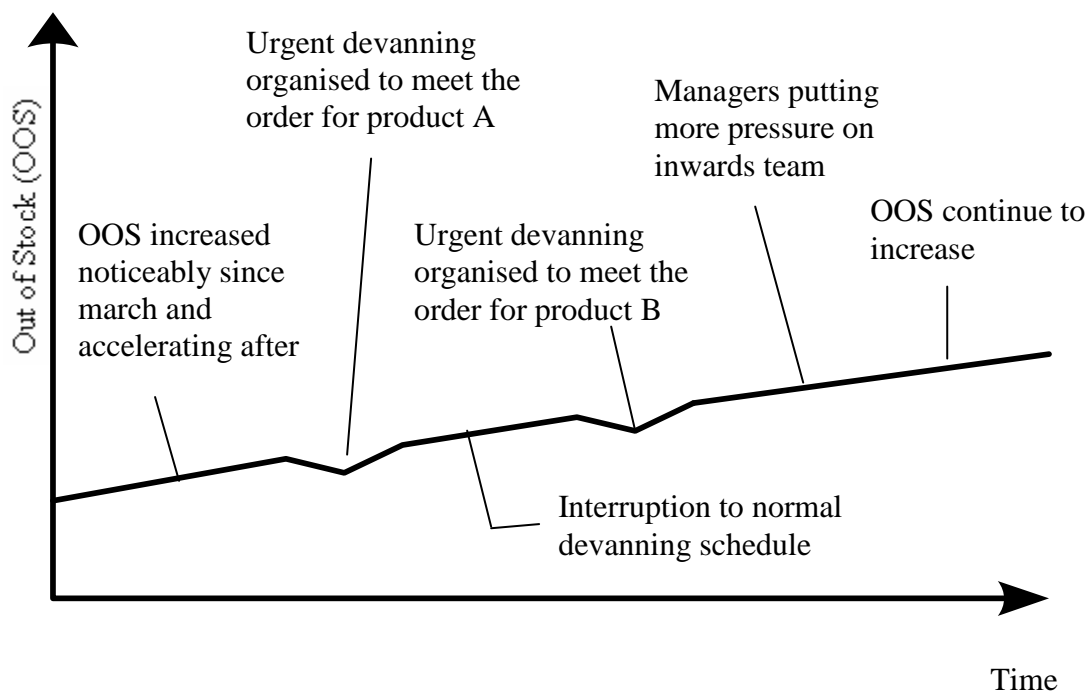 Urgent devanning
organised to meet the
order for product A
Managers putting
more pressure on
inwards team
OOS continue to
increase
OOS increased
noticeably since
march and
accelerating after
Urgent devanning
organised to meet the
order for product B
Interruption to normal
devanning schedule
Out of Stock (OOS)
Time